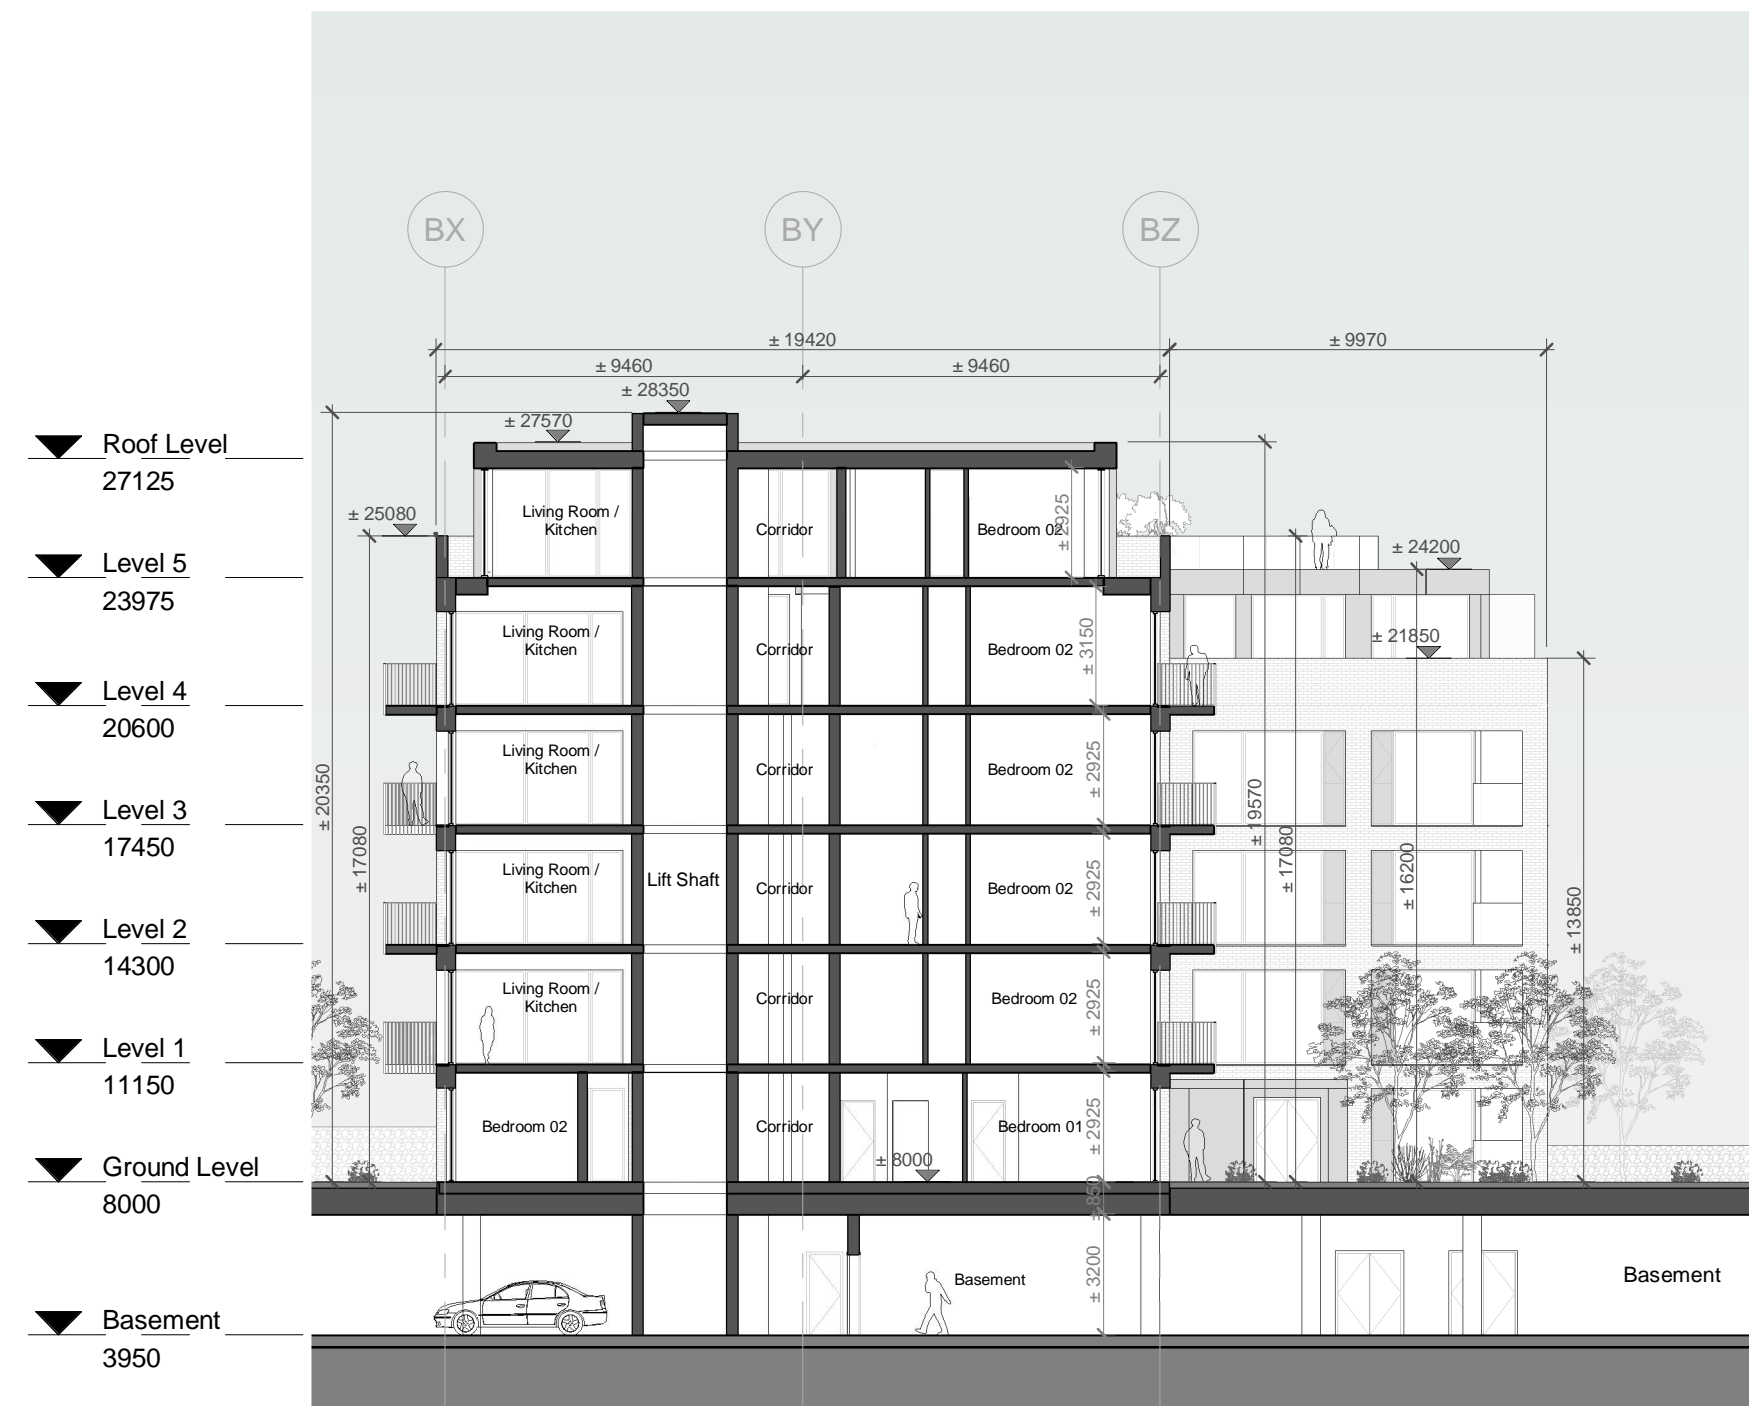 BX
BY
BZ
± 19420
± 9970
± 9460
± 9460
± 28350
± 27570
Roof Level
27125
± 25080
Living Room /
Kitchen
Corridor
Bedroom 02
± 2925
± 24200
Level 5
23975
Living Room /
Kitchen
Corridor
Bedroom 02
± 3150
± 21850
Level 4
20600
Living Room /
Kitchen
Corridor
Bedroom 02
± 2925
± 20350
± 19570
Level 3
17450
± 17080
± 17080
± 16200
Living Room /
Kitchen
Lift Shaft
Corridor
Bedroom 02
± 2925
± 13850
Level 2
14300
Living Room /
Kitchen
Corridor
Bedroom 02
± 2925
Level 1
11150
Bedroom 02
Corridor
Bedroom 01
± 2925
± 8000
Ground Level
8000
± 850
± 3200
Basement
Basement
Basement
3950